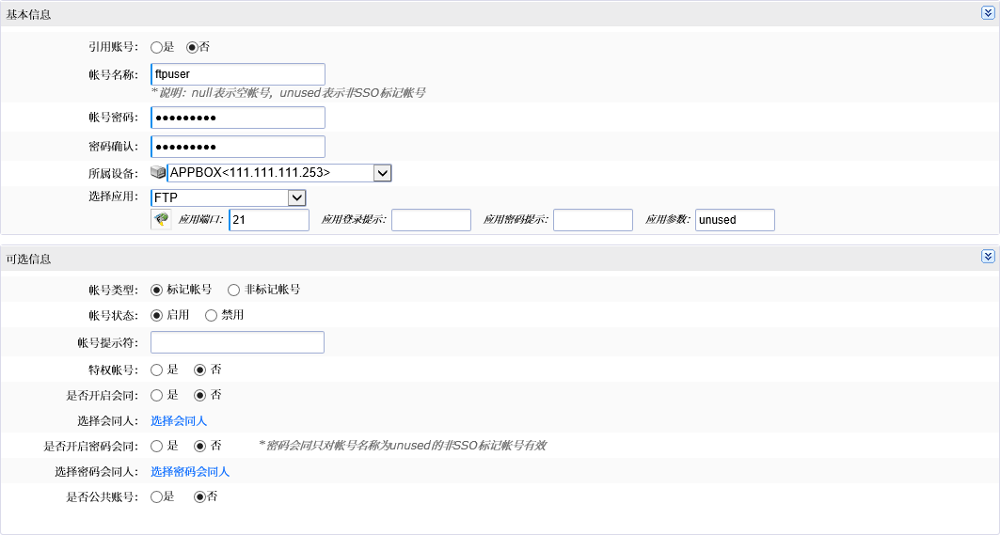 基本信息
引用账号： 是 否
帐号名称： ftpuser
*说明：null表示空帐号，unused表示非SSO标记帐号
帐号密码： ●●●●●●●●●
密码确认： ●●●●●●●●●
所属设备： APPBOX<111.111.111.253>
选择应用： FTP
应用端口： 21 应用登录提示： 应用密码提示： 应用参数： unused
可选信息
帐号类型： 标记帐号 非标记帐号
帐号状态： 启用 禁用
帐号提示符：
特权帐号： 是 否
是否开启会同： 是 否
选择会同人： 选择会同人
是否开启密码会同： 是 否 *密码会同只对帐号名称为unused的非SSO标记帐号有效
选择密码会同人： 选择密码会同人
是否公共账号： 是 否